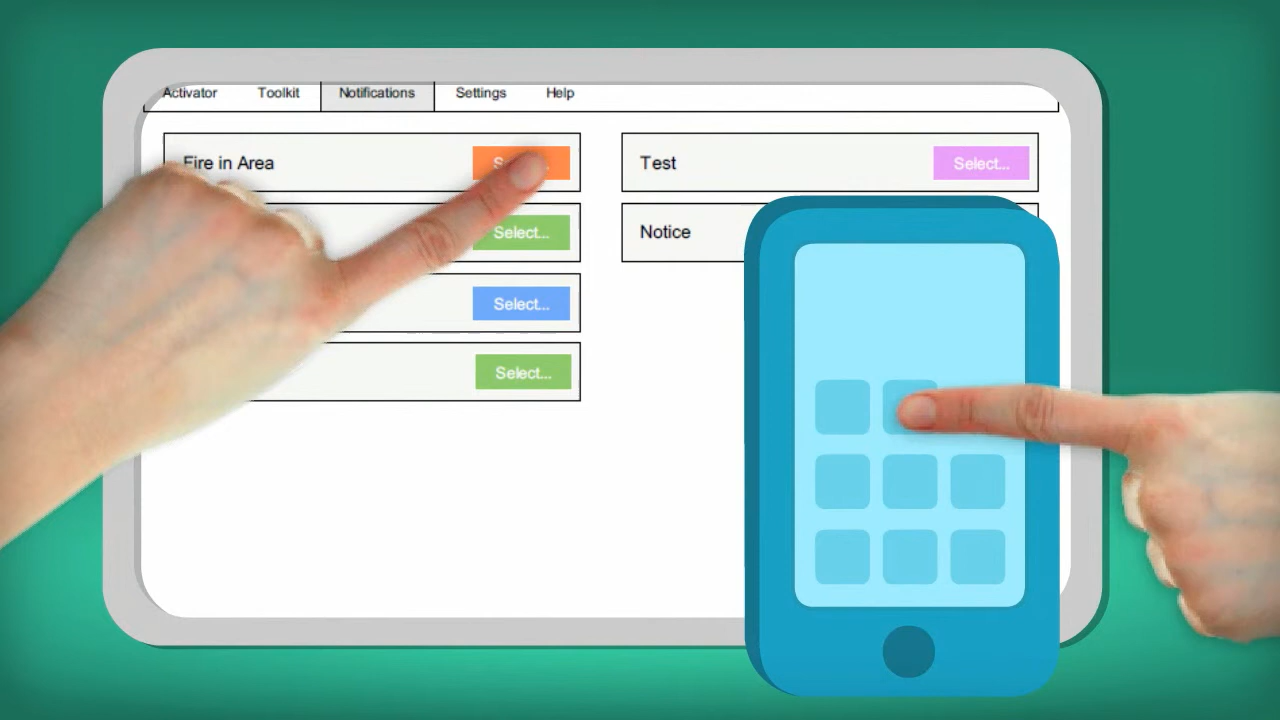 Activator Toolkit Notifications Settings Help
Fire in Area
Select...
Select...
Select...
Test Select...
Notice